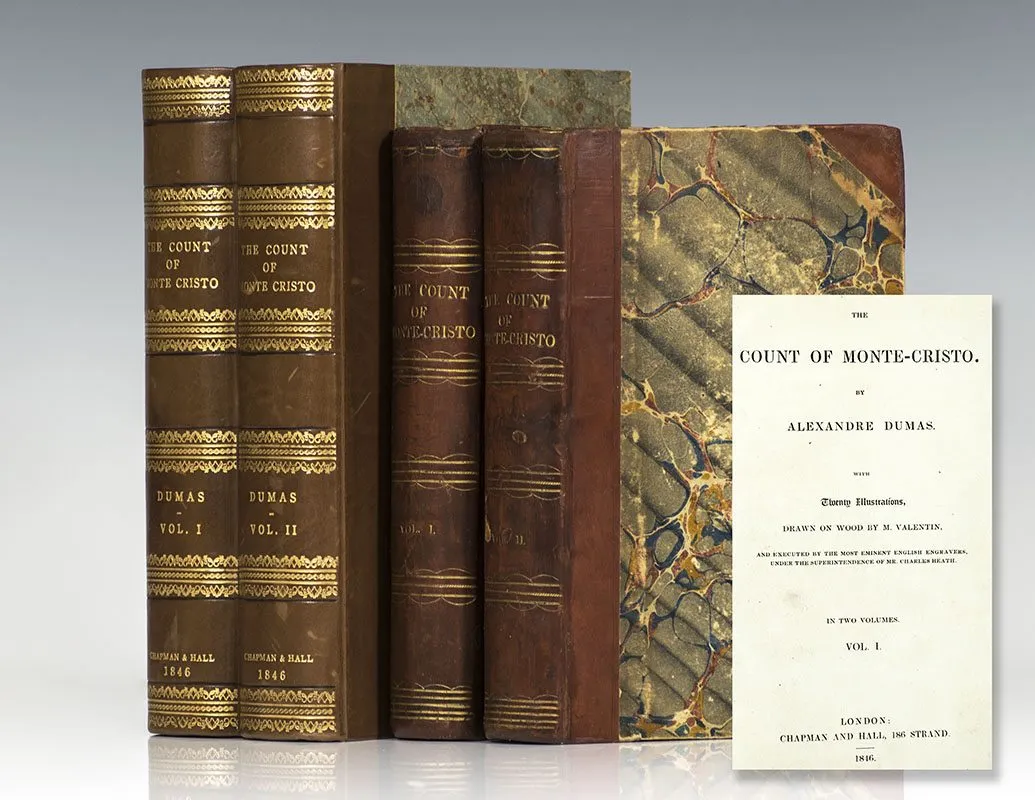 THE COUNT
OF
MONTE CRISTO
DUMAS
-
VOL. I
CHAPMAN & HALL
1846
THE COUNT
OF
MONTE CRISTO
DUMAS
-
VOL. II
CHAPMAN & HALL
1846
THE COUNT
OF
MONTE-CRISTO
VOL. I.
THE COUNT
OF
MONTE-CRISTO
VOL. II.
THE
COUNT OF MONTE-CRISTO.
BY
ALEXANDRE DUMAS.
WITH
Twenty Illustrations,
DRAWN ON WOOD BY M. VALENTIN,
AND EXECUTED BY THE MOST EMINENT ENGLISH ENGRAVERS,
UNDER THE SUPERINTENDENCE OF MR. CHARLES HEATH.
IN TWO VOLUMES.
VOL. I.
LONDON:
CHAPMAN AND HALL, 186 STRAND.
1846.